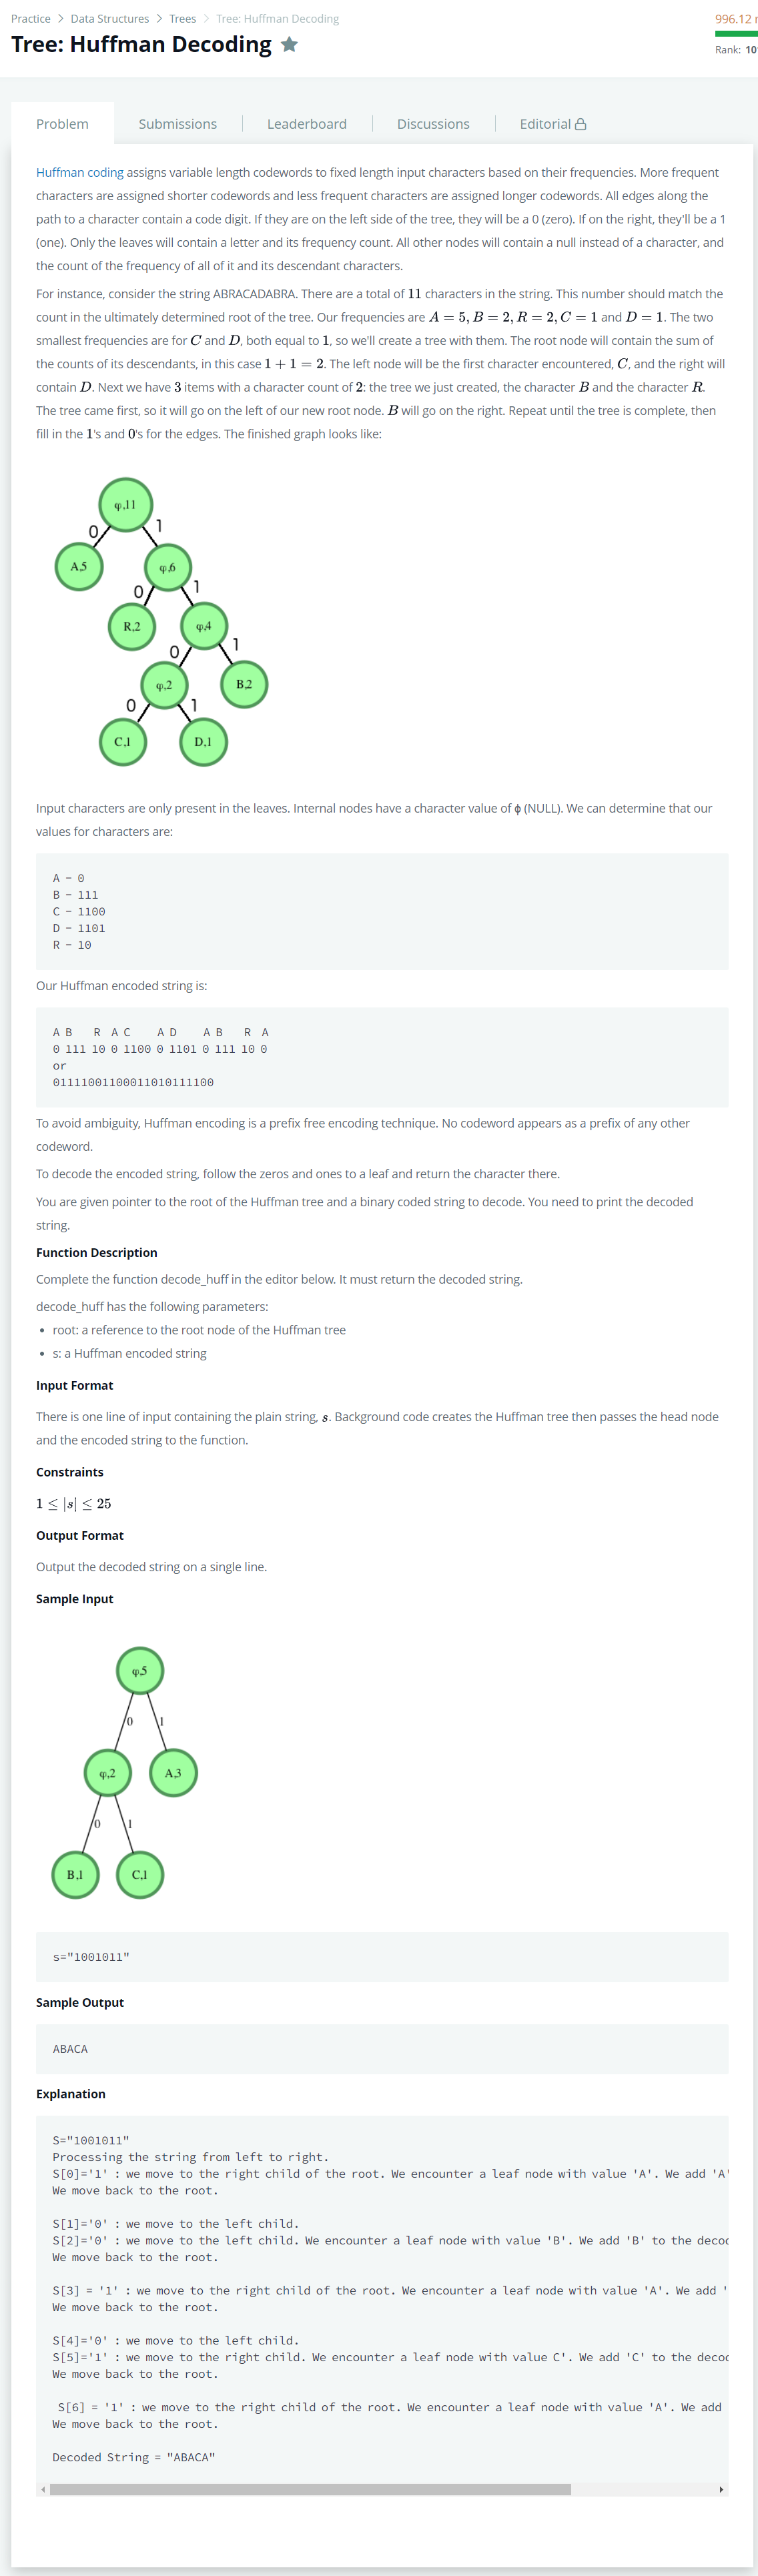 Practice > Data Structures > Trees > Tree: Huffman Decoding
996.12
Tree: Huffman Decoding
Rank: 10
Problem
Submissions
Leaderboard
Discussions
Editorial
Huffman coding assigns variable length codewords to fixed length input characters based on their frequencies. More frequent
characters are assigned shorter codewords and less frequent characters are assigned longer codewords. All edges along the
path to a character contain a code digit. If they are on the left side of the tree, they will be a 0 (zero). If on the right, they'll be a 1
(one). Only the leaves will contain a letter and its frequency count. All other nodes will contain a null instead of a character, and
the count of the frequency of all of it and its descendant characters.
For instance, consider the string ABRACADABRA. There are a total of 11 characters in the string. This number should match the
count in the ultimately determined root of the tree. Our frequencies are A = 5, B = 2, R = 2, C = 1 and D = 1. The two
smallest frequencies are for C and D, both equal to 1, so we'll create a tree with them. The root node will contain the sum of
the counts of its descendants, in this case 1 + 1 = 2. The left node will be the first character encountered, C, and the right will
contain D. Next we have 3 items with a character count of 2: the tree we just created, the character B and the character R.
The tree came first, so it will go on the left of our new root node. B will go on the right. Repeat until the tree is complete, then
fill in the 1's and 0's for the edges. The finished graph looks like:
φ,11
0 1
A,5 φ,6
0 1
R,2 φ,4
0 1
φ,2 B,2
0 1
C,1 D,1
Input characters are only present in the leaves. Internal nodes have a character value of ϕ (NULL). We can determine that our
values for characters are:
A - 0
B - 111
C - 1100
D - 1101
R - 10
Our Huffman encoded string is:
A B   R  A C    A D    A B   R  A
0 111 10 0 1100 0 1101 0 111 10 0
or
01111001100011010111100
To avoid ambiguity, Huffman encoding is a prefix free encoding technique. No codeword appears as a prefix of any other
codeword.
To decode the encoded string, follow the zeros and ones to a leaf and return the character there.
You are given pointer to the root of the Huffman tree and a binary coded string to decode. You need to print the decoded
string.
Function Description
Complete the function decode_huff in the editor below. It must return the decoded string.
decode_huff has the following parameters:
• root: a reference to the root node of the Huffman tree
• s: a Huffman encoded string
Input Format
There is one line of input containing the plain string, s. Background code creates the Huffman tree then passes the head node
and the encoded string to the function.
Constraints
1 ≤ |s| ≤ 25
Output Format
Output the decoded string on a single line.
Sample Input
φ,5
0 1
φ,2 A,3
0 1
B,1 C,1
s="1001011"
Sample Output
ABACA
Explanation
S="1001011"
Processing the string from left to right.
S[0]='1' : we move to the right child of the root. We encounter a leaf node with value 'A'. We add 'A'
We move back to the root.
S[1]='0' : we move to the left child.
S[2]='0' : we move to the left child. We encounter a leaf node with value 'B'. We add 'B' to the deco
We move back to the root.
S[3] = '1' : we move to the right child of the root. We encounter a leaf node with value 'A'. We add '
We move back to the root.
S[4]='0' : we move to the left child.
S[5]='1' : we move to the right child. We encounter a leaf node with value C'. We add 'C' to the deco
We move back to the root.
S[6] = '1' : we move to the right child of the root. We encounter a leaf node with value 'A'. We add
We move back to the root.
Decoded String = "ABACA"